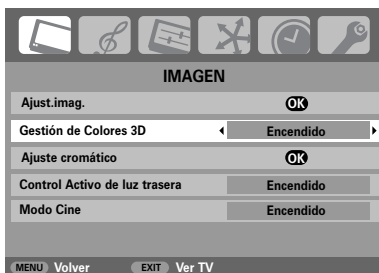 IMAGEN
Ajust.imag. OK
Gestión de Colores 3D Encendido
Ajuste cromático OK
Control Activo de luz trasera Encendido
Modo Cine Encendido
MENU Volver EXIT Ver TV